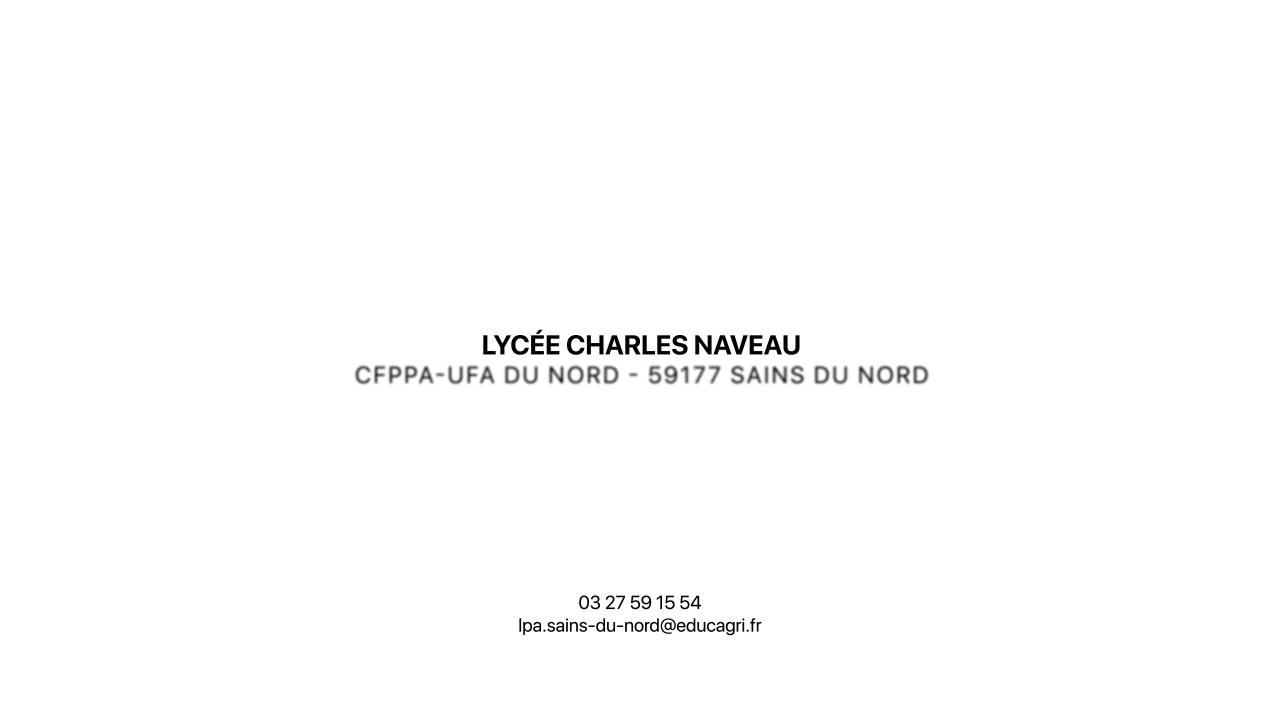 LYCÉE CHARLES NAVEAU
CFPPA-UFA DU NORD - 59177 SAINS DU NORD
03 27 59 15 54
lpa.sains-du-nord@educagri.fr